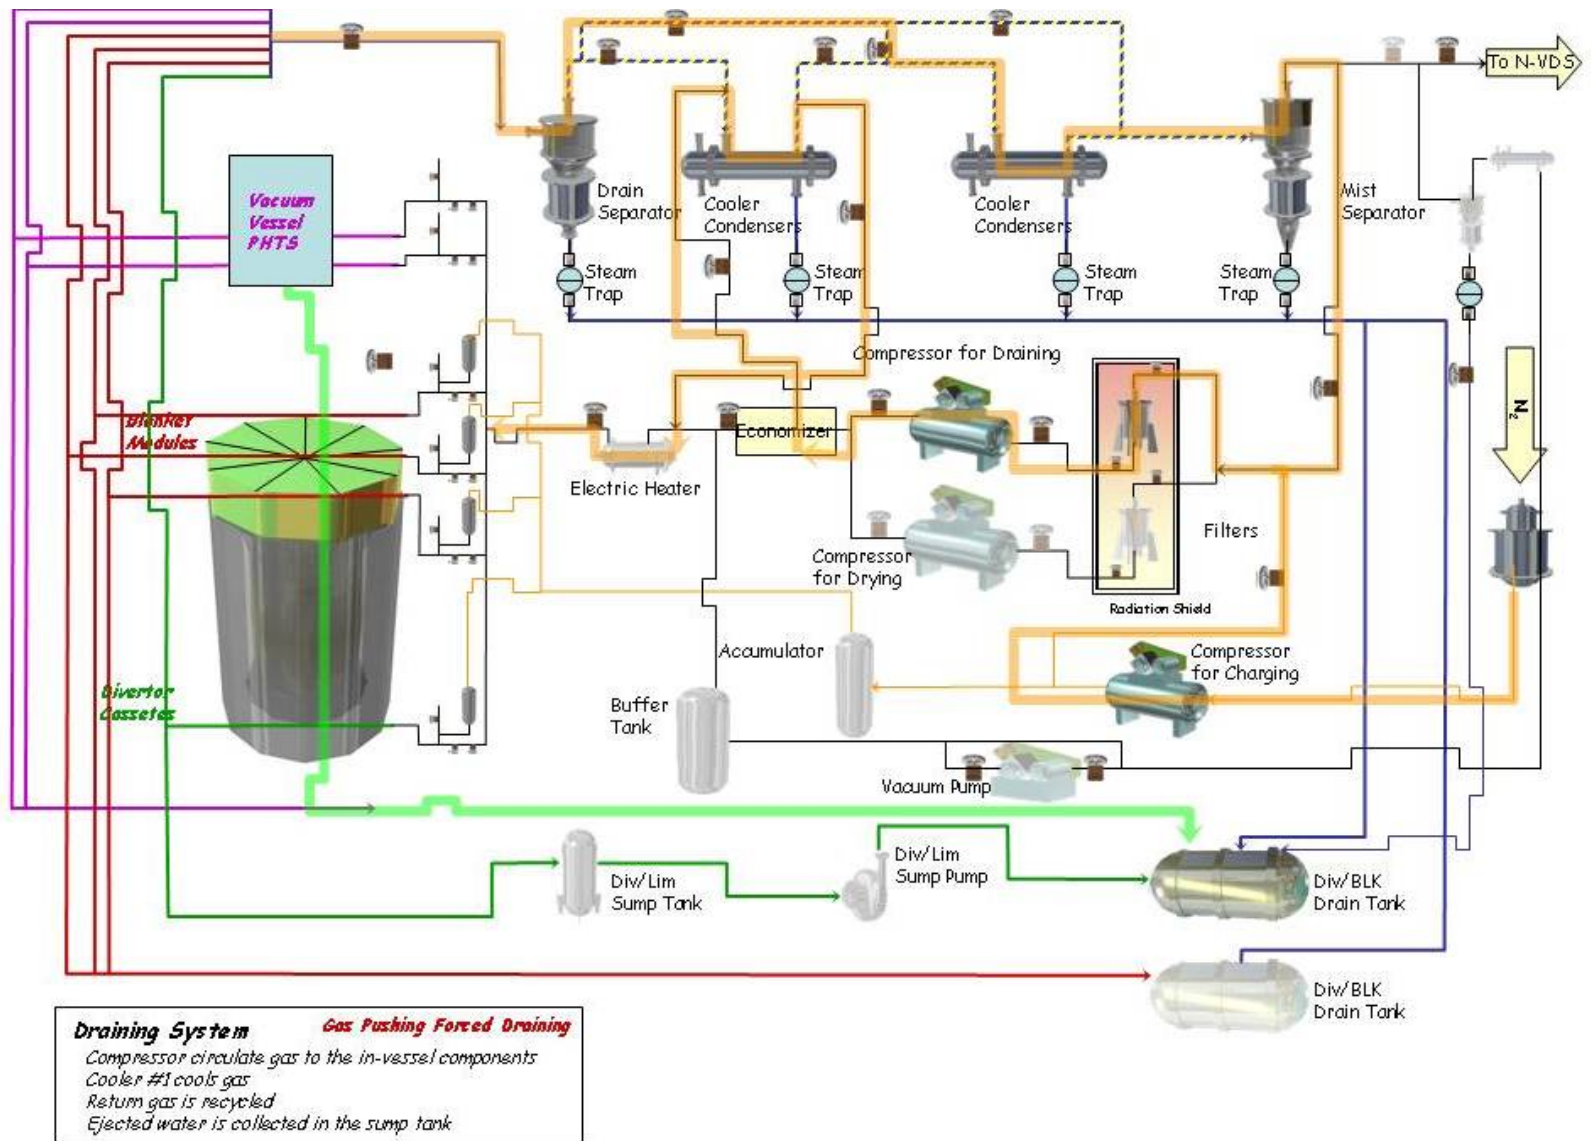 To N-VDS
Vacuum
Vessel
PHTS
Drain
Separator
Cooler
Condensers
Cooler
Condensers
Mist
Separator
Steam
Trap
Steam
Trap
Steam
Trap
Steam
Trap
Compressor for Draining
N2
Blanket
Modules
Economizer
Electric Heater
Filters
Compressor
for Drying
Radiation Shield
Accumulator
Compressor
for Charging
Divertor
Cassetes
Buffer
Tank
Vacuum Pump
Div/Lim
Sump Pump
Div/Lim
Sump Tank
Div/BLK
Drain Tank
Div/BLK
Drain Tank
Draining System Gas Pushing Forced Draining
Compressor circulate gas to the in-vessel components
Cooler #1 cools gas
Return gas is recycled
Ejected water is collected in the sump tank